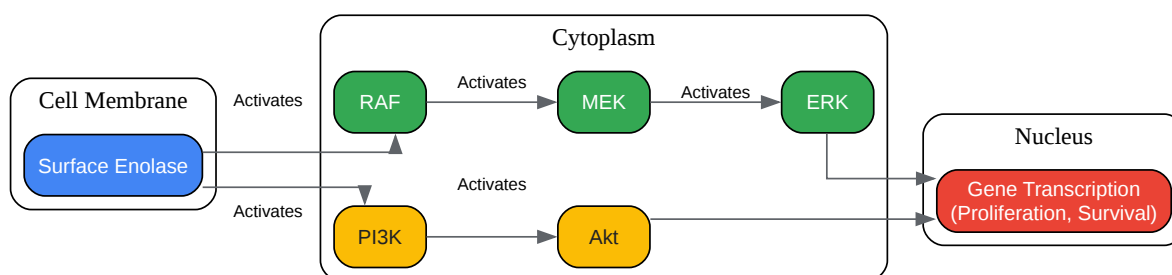 Cytoplasm
Cell Membrane
Activates
RAF
Activates
MEK
Activates
ERK
Surface Enolase
Nucleus
Gene Transcription
(Proliferation, Survival)
Activates
PI3K
Activates
Akt